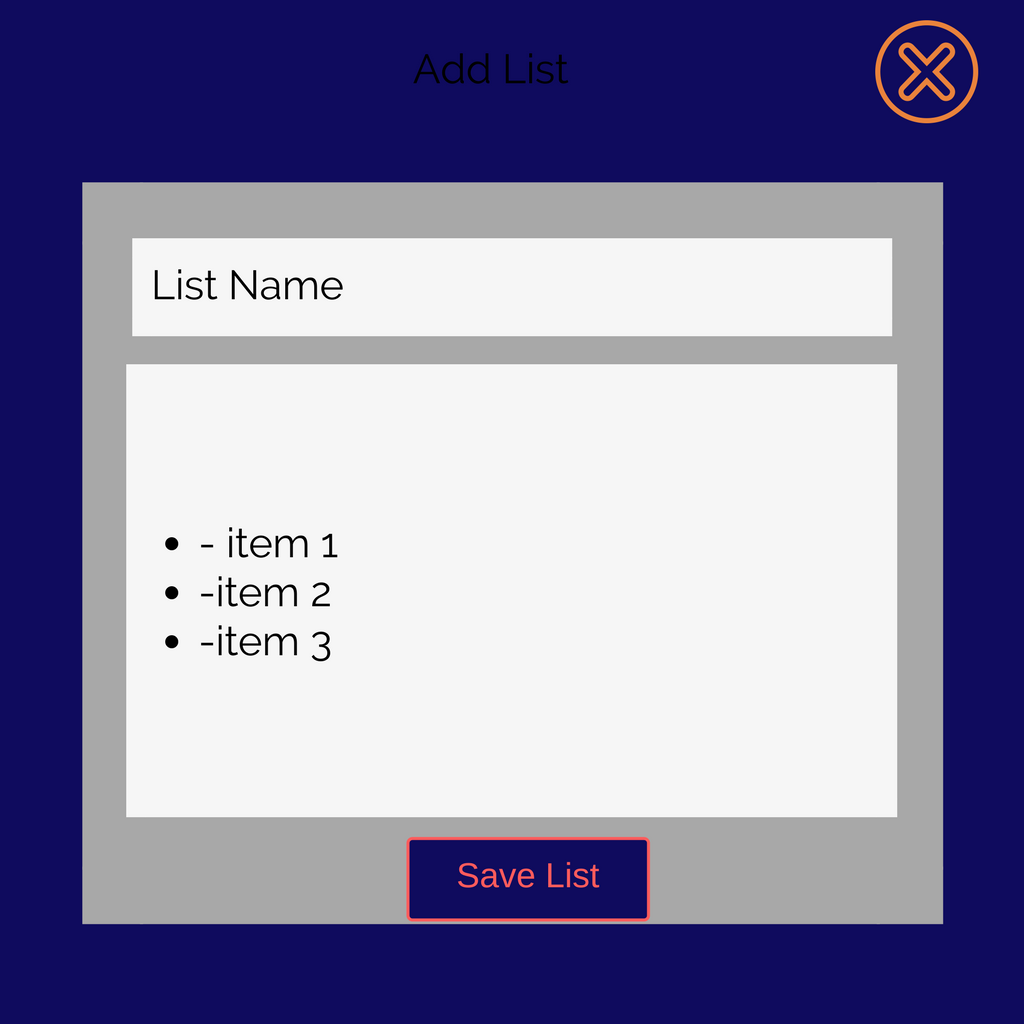 Add List
List Name
• - item 1
• -item 2
• -item 3
Save List